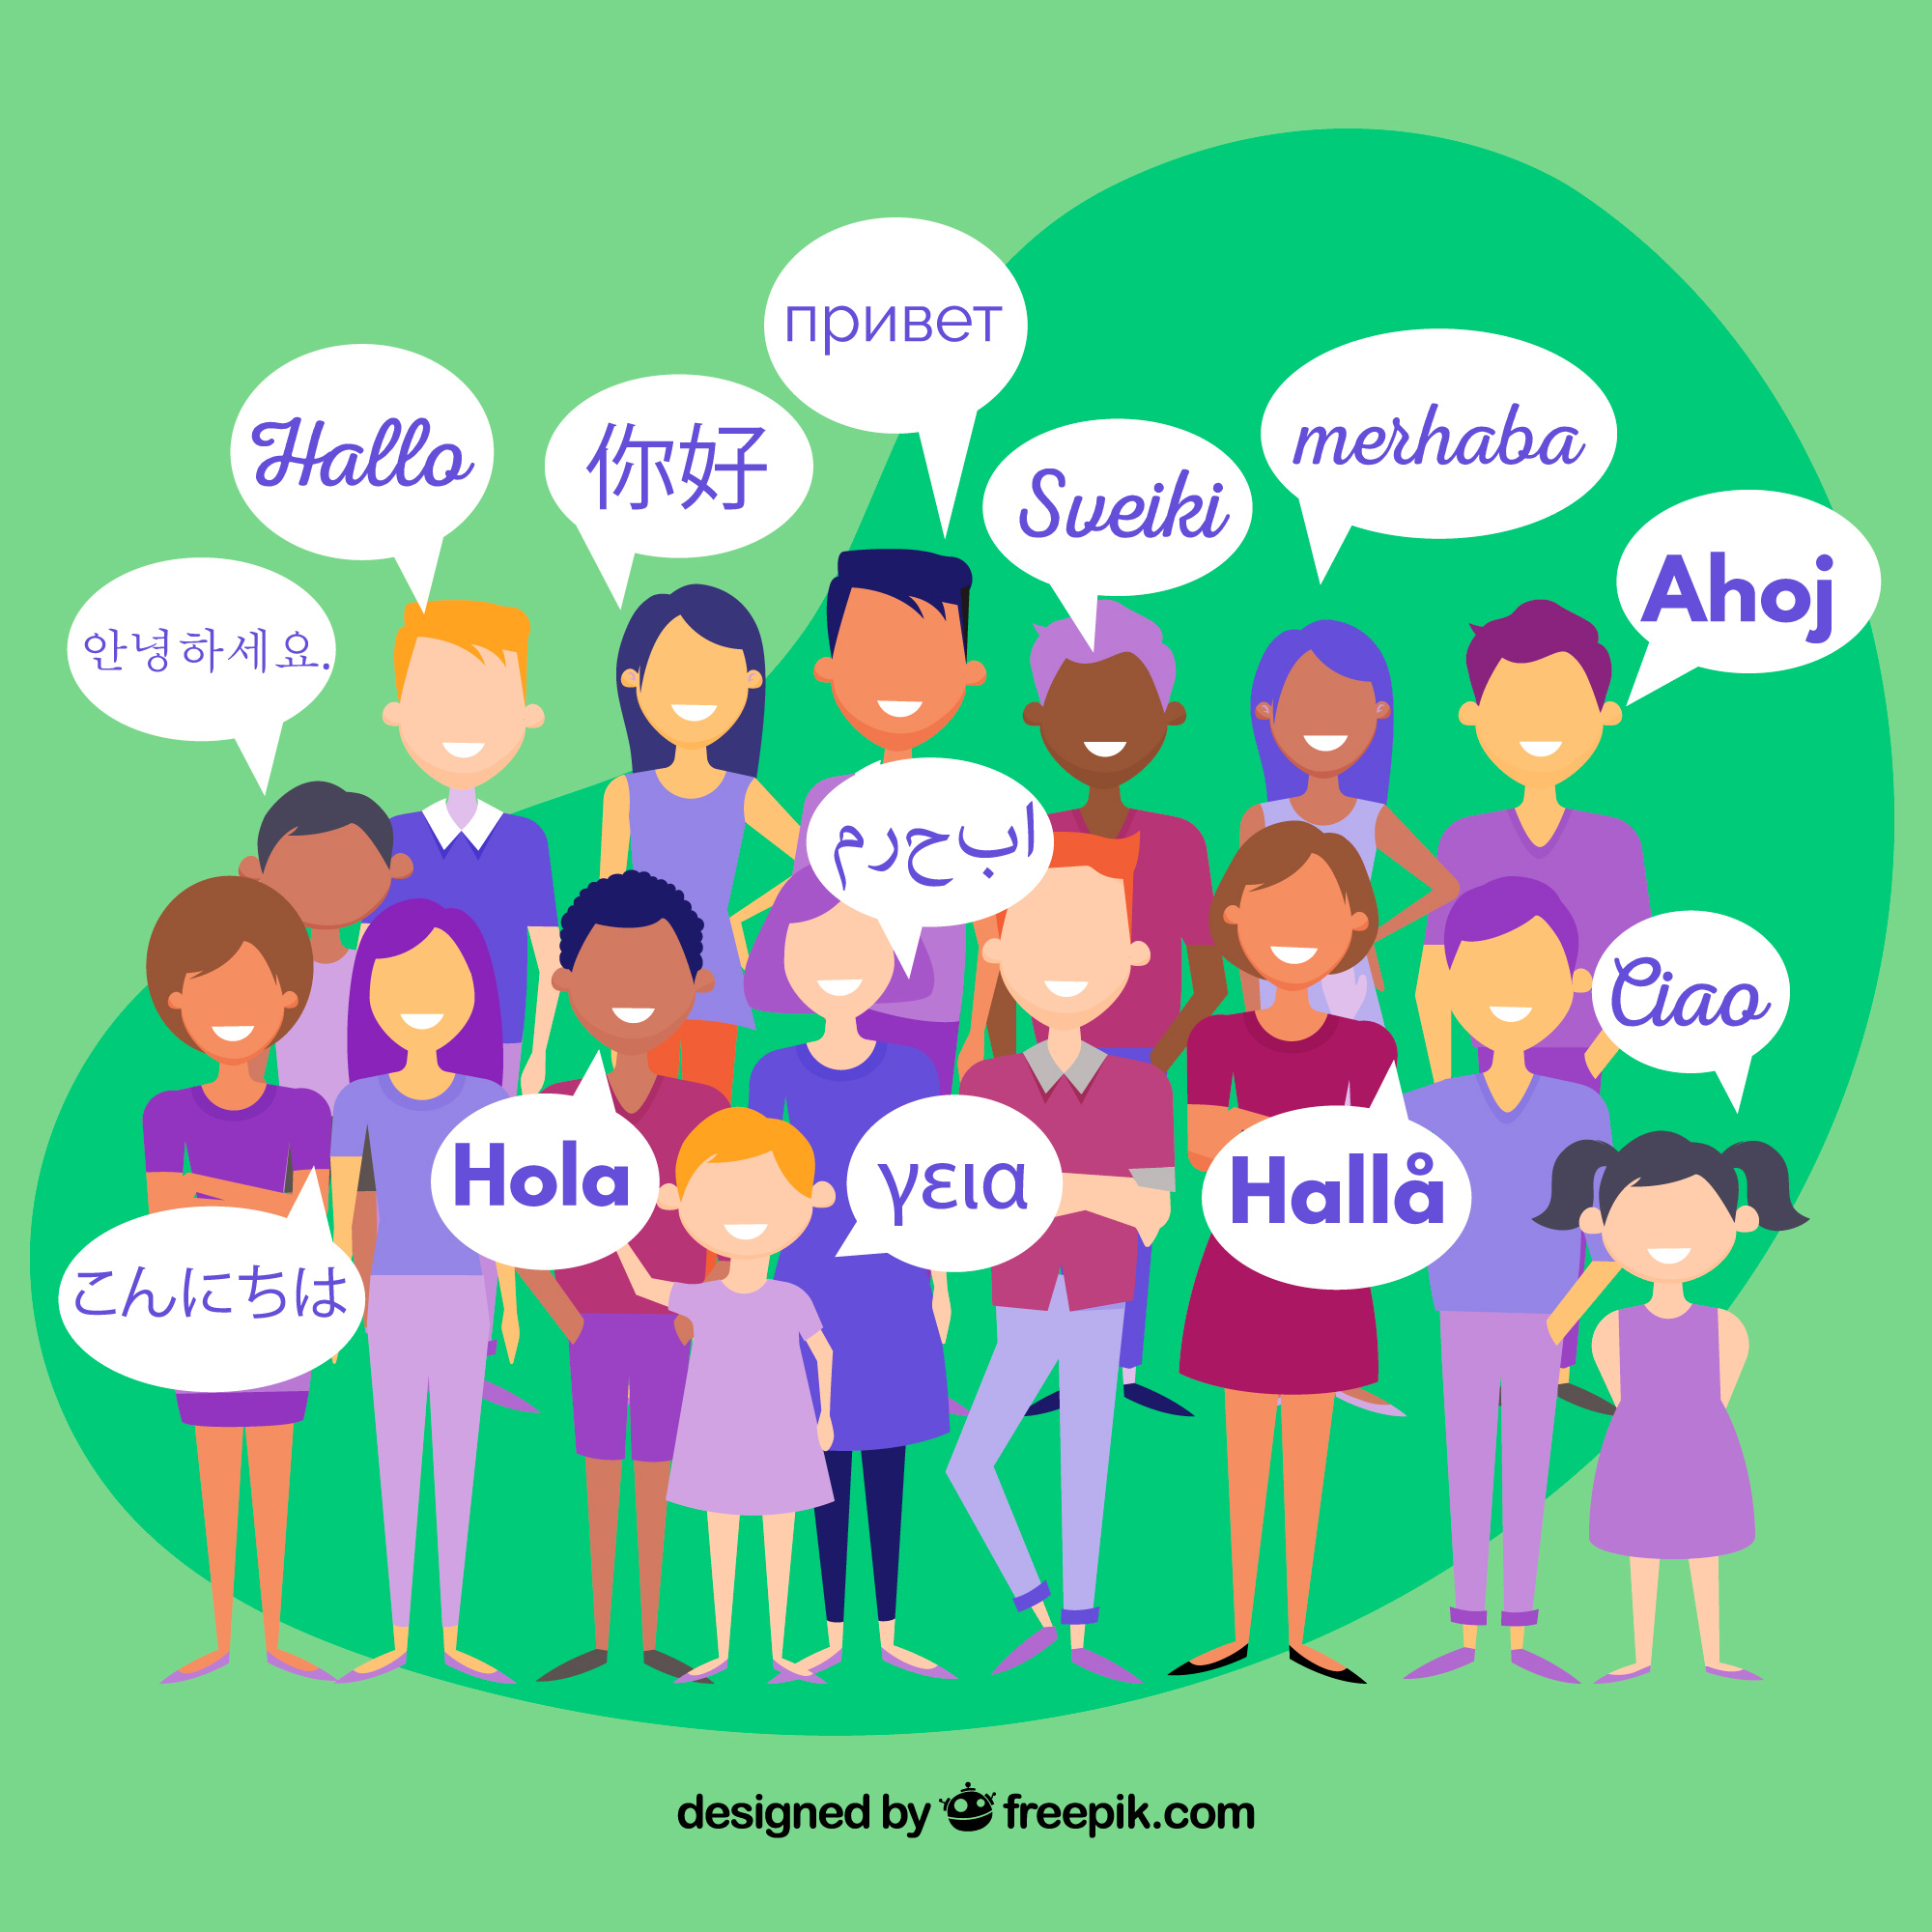 привет
Hallo
你好
merhaba
Sveiki
Ahoj
안녕하세요.
ابحرم
Ciao
Hola
γεια
Hallå
こんにちは
designed by freepik.com